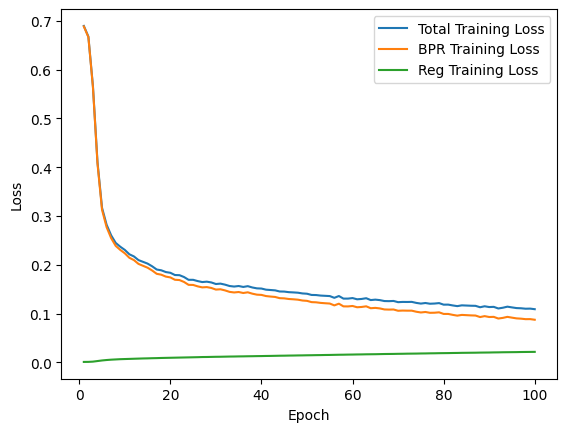 0.7
0.6
0.5
0.4
0.3
0.2
0.1
0.0
Loss
Total Training Loss
BPR Training Loss
Reg Training Loss
0 20 40 60 80 100
Epoch